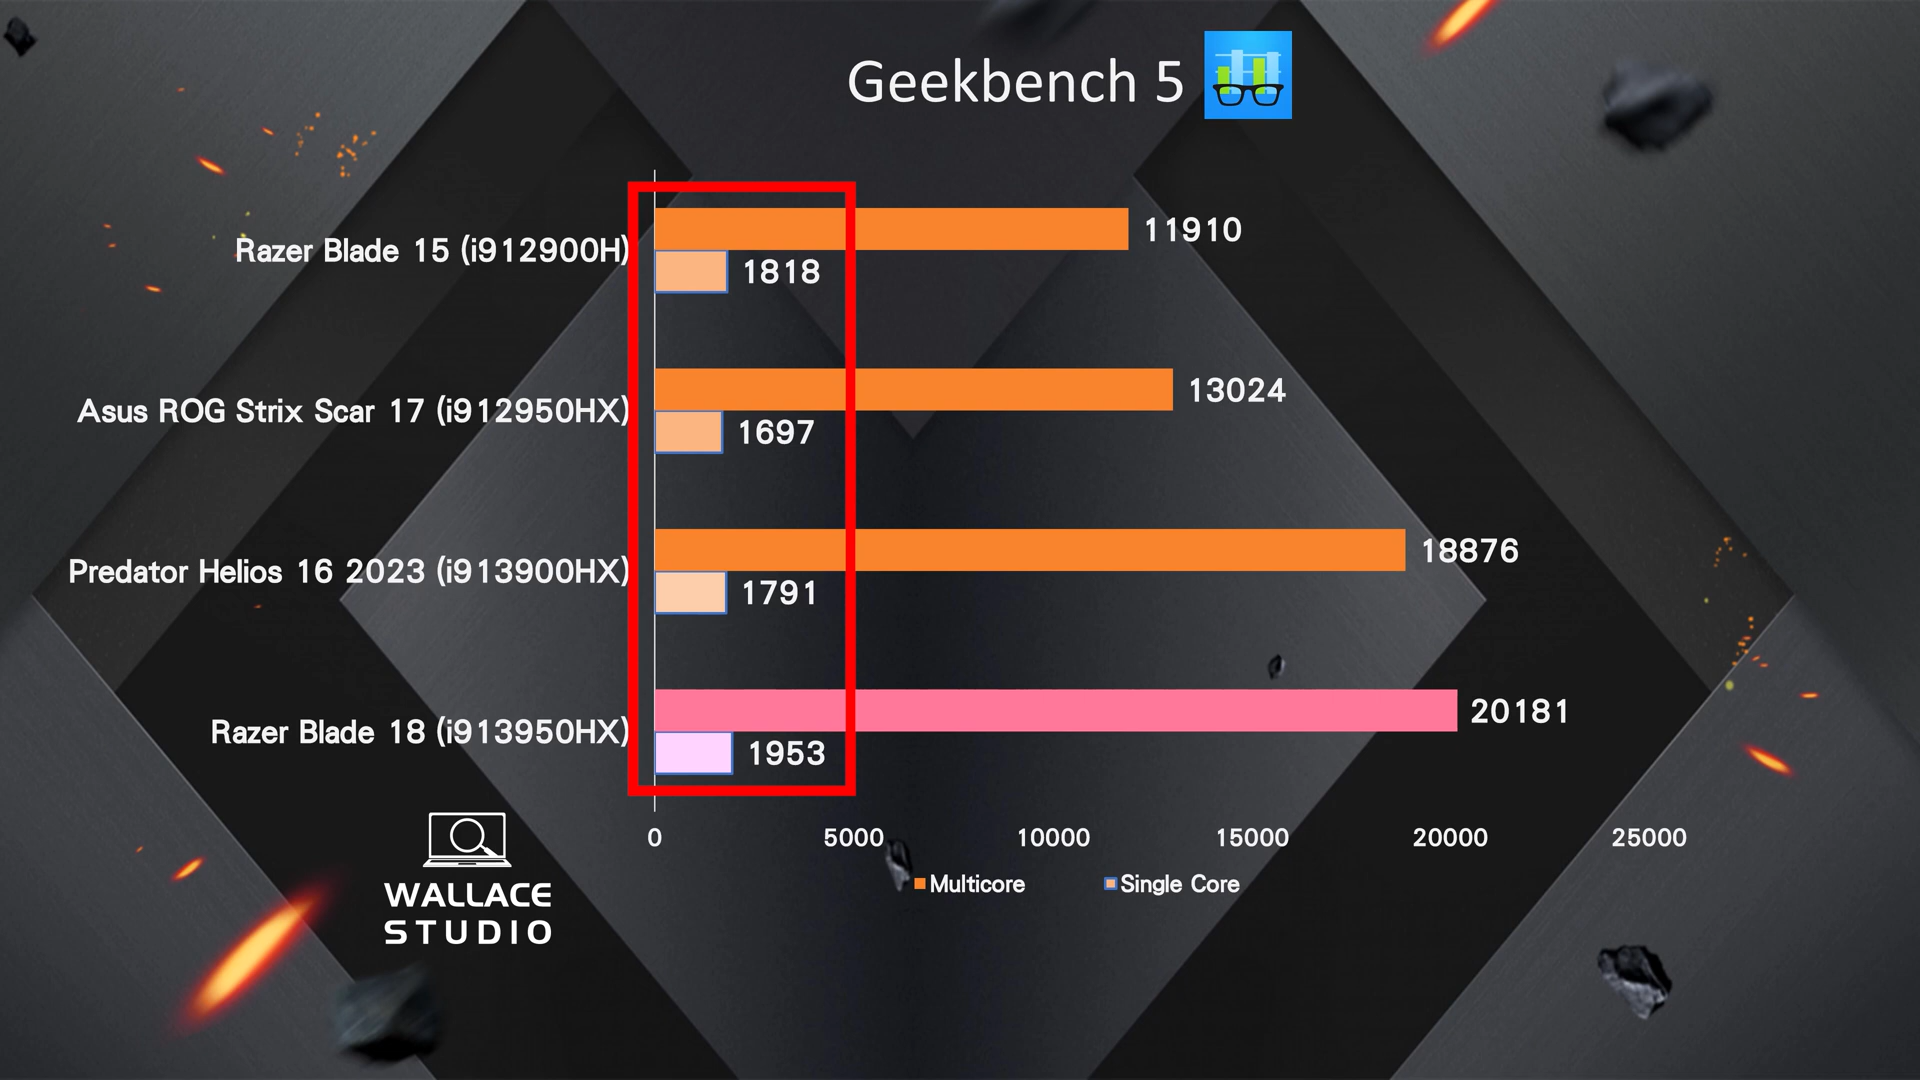 Geekbench 5
Razer Blade 15 (i912900H)
11910
1818
Asus ROG Strix Scar 17 (i912950HX)
13024
1697
Predator Helios 16 2023 (i913900HX)
18876
1791
Razer Blade 18 (i913950HX)
20181
1953
0 5000 10000 15000 20000 25000
Multicore Single Core
WALLACE
STUDIO